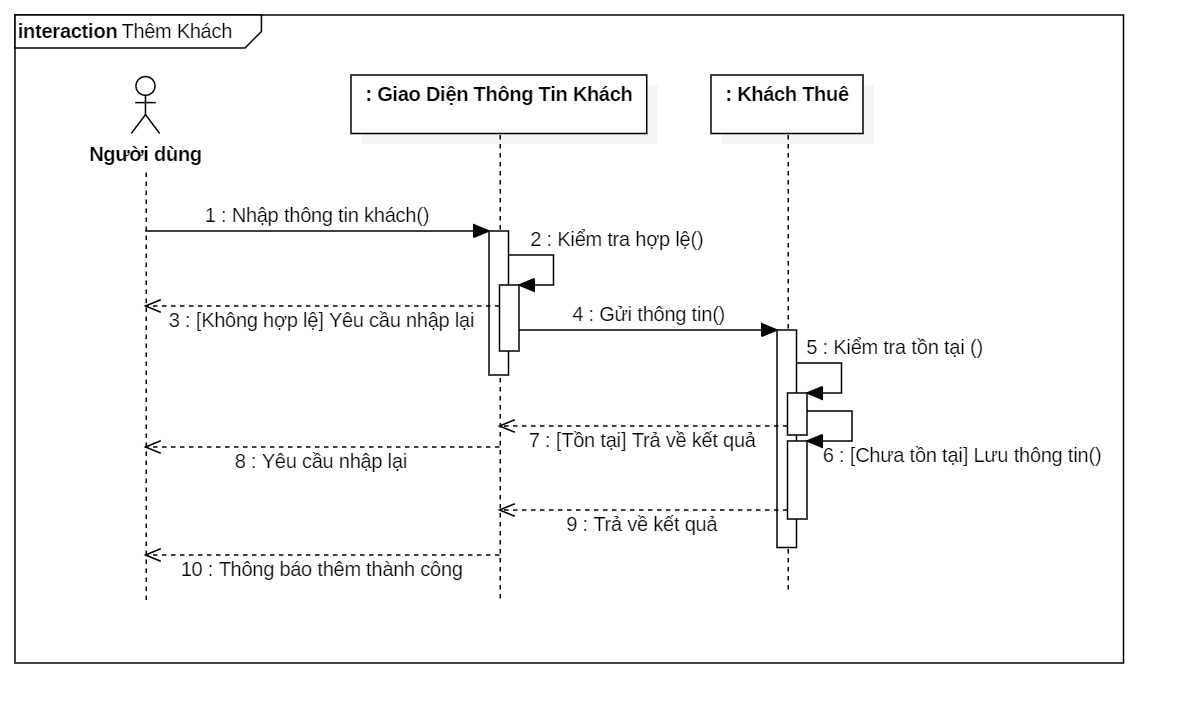 interaction Thêm Khách
: Giao Diện Thông Tin Khách
: Khách Thuê
Người dùng
1 : Nhập thông tin khách()
2 : Kiểm tra hợp lệ()
3 : [Không hợp lệ] Yêu cầu nhập lại
4 : Gửi thông tin()
5 : Kiểm tra tồn tại ()
7 : [Tồn tại] Trả về kết quả
6 : [Chưa tồn tại] Lưu thông tin()
8 : Yêu cầu nhập lại
9 : Trả về kết quả
10 : Thông báo thêm thành công